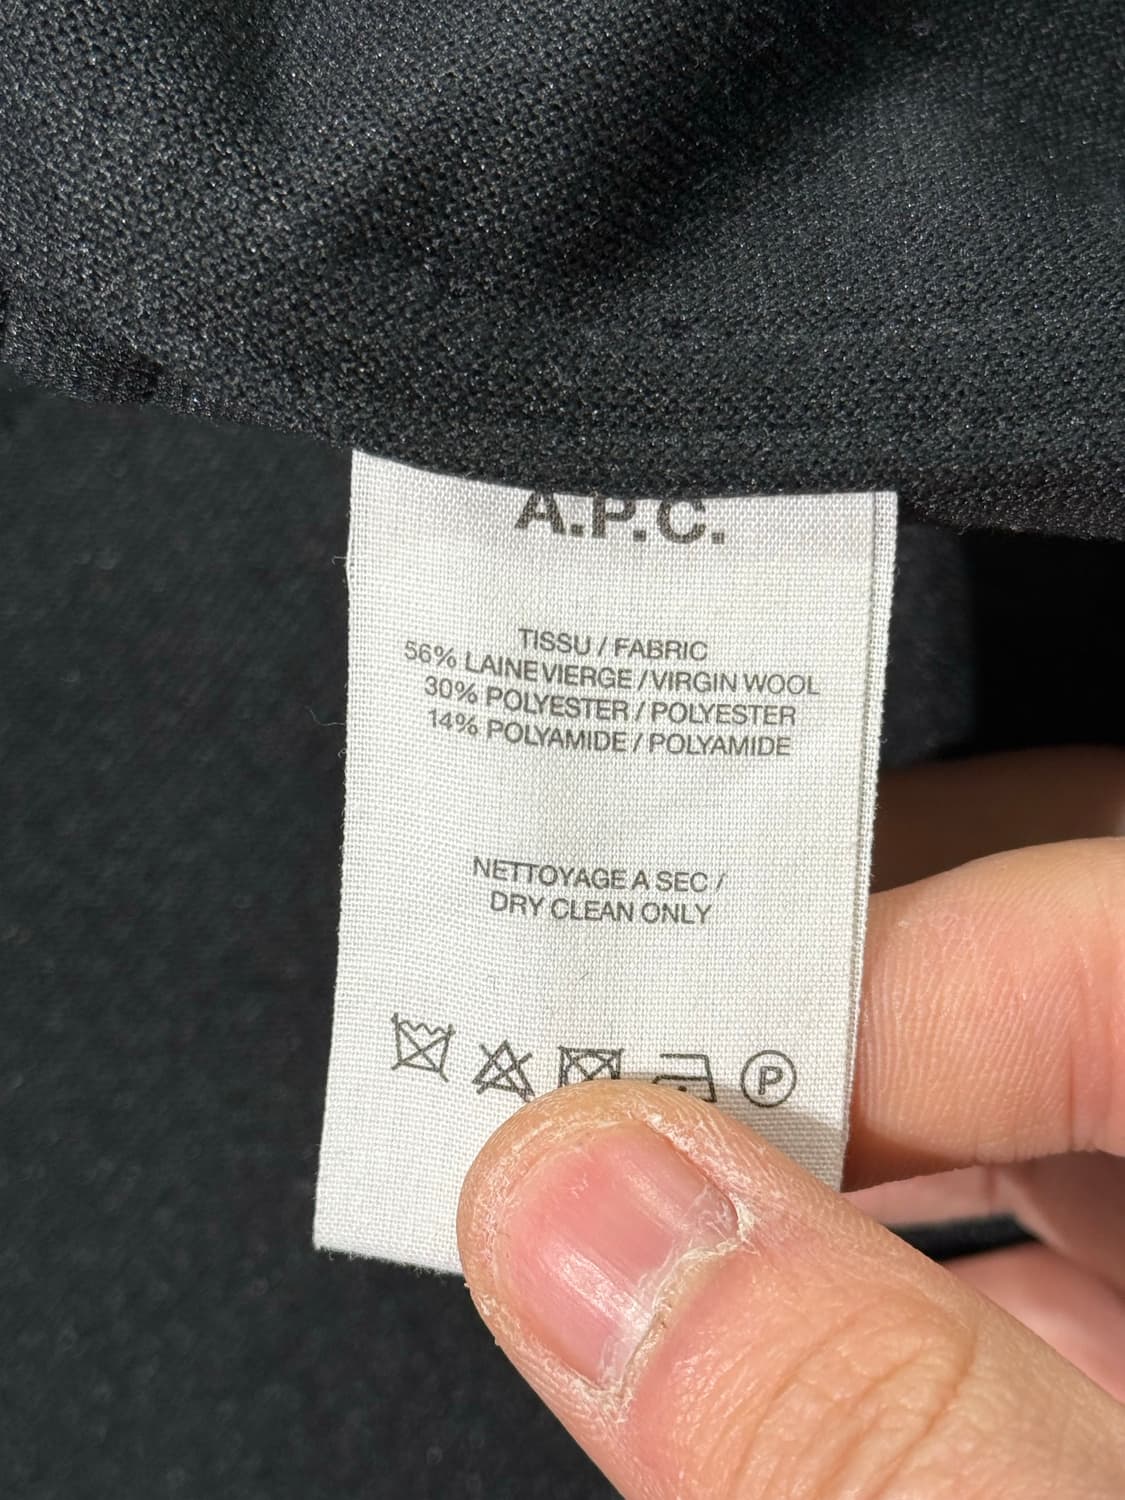 A.P.C.
TISSU / FABRIC
56% LAINE VIERGE / VIRGIN WOOL
30% POLYESTER / POLYESTER
14% POLYAMIDE / POLYAMIDE
NETTOYAGE A SEC /
DRY CLEAN ONLY
P